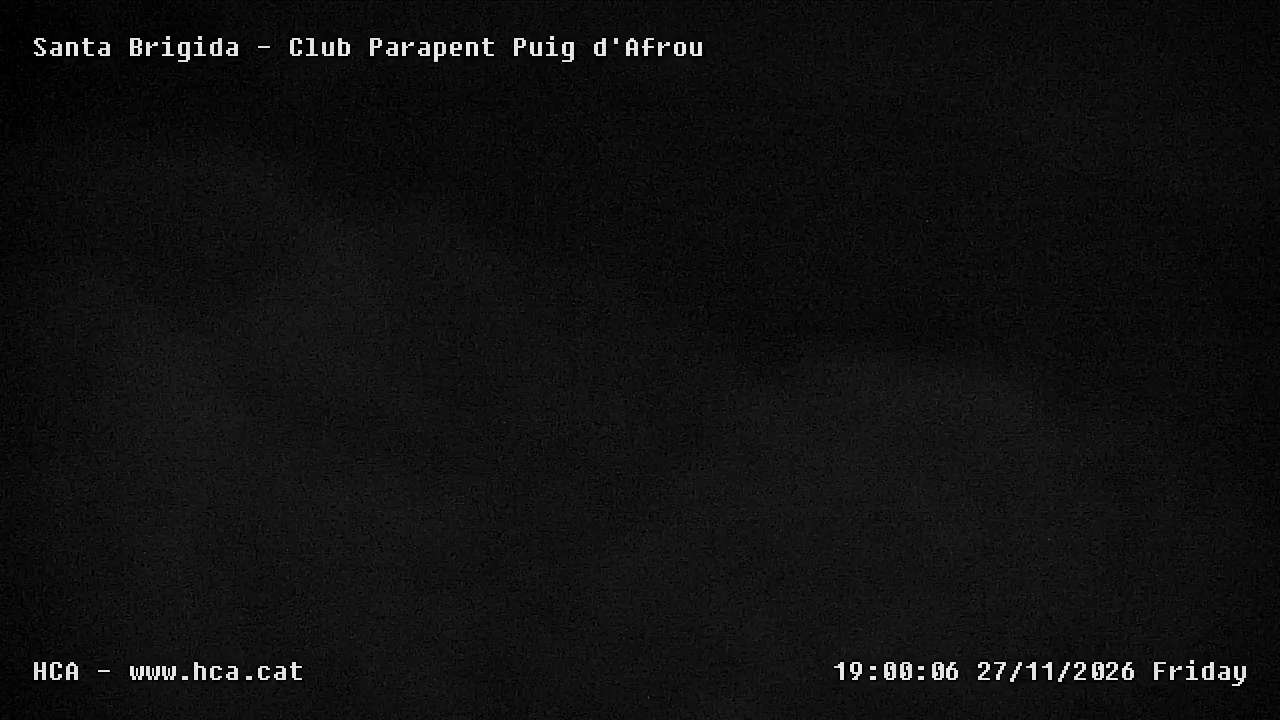 Santa Brigida - Club Parapent Puig d'Afrou
HCA - www.hca.cat
19:00:06 27/11/2026 Friday